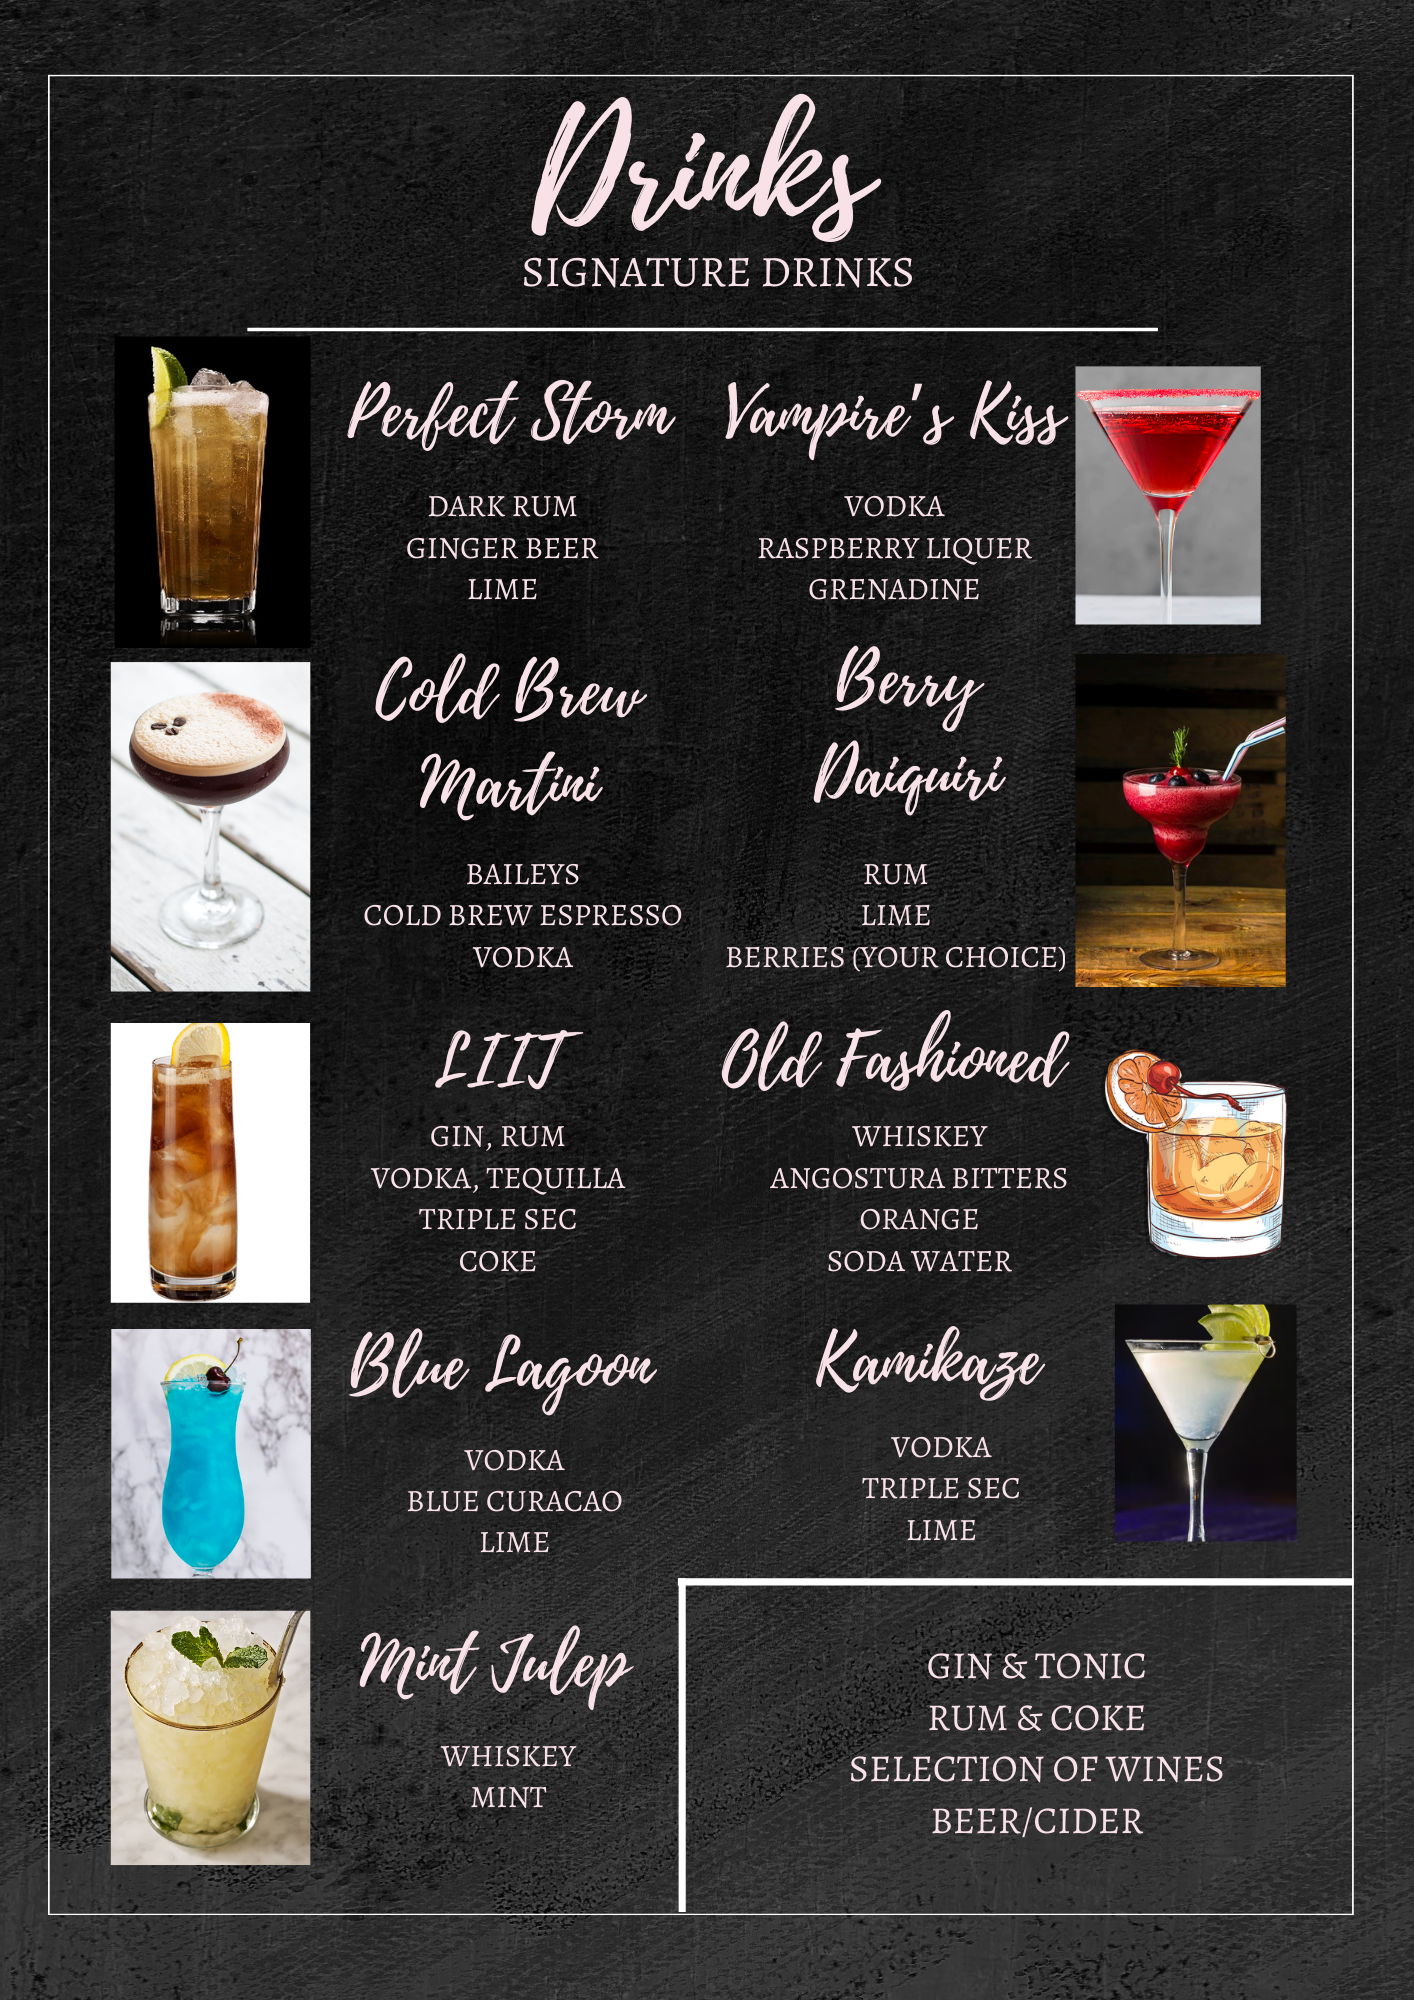 Drinks
SIGNATURE DRINKS
Perfect Storm
DARK RUM
GINGER BEER
LIME
Vampire's Kiss
VODKA
RASPBERRY LIQUER
GRENADINE
Cold Brew
Martini
BAILEYS
COLD BREW ESPRESSO
VODKA
Berry
Daiquiri
RUM
LIME
BERRIES (YOUR CHOICE)
LIIT
GIN, RUM
VODKA, TEQUILLA
TRIPLE SEC
COKE
Old Fashioned
WHISKEY
ANGOSTURA BITTERS
ORANGE
SODA WATER
Blue Lagoon
VODKA
BLUE CURACAO
LIME
Kamikaze
VODKA
TRIPLE SEC
LIME
Mint Julep
WHISKEY
MINT
GIN & TONIC
RUM & COKE
SELECTION OF WINES
BEER/CIDER